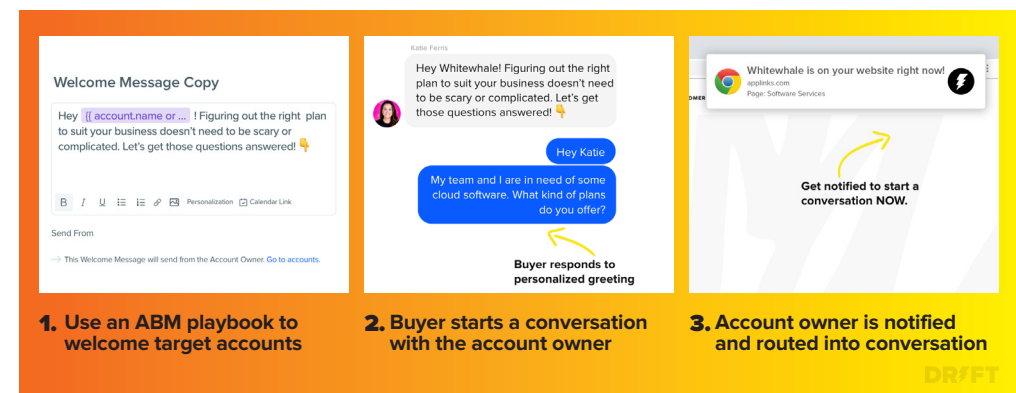 Welcome Message Copy
Hey {{ account.name or ... ! Figuring out the right plan
to suit your business doesn't need to be scary or
complicated. Let's get those questions answered! 👇
B I U Personalization Calendar Link
Send From
This Welcome Message will send from the Account Owner. Go to accounts.
1. Use an ABM playbook to
welcome target accounts
Katie Ferris
Hey Whitewhale! Figuring out the right
plan to suit your business doesn't need
to be scary or complicated. Let's get
those questions answered! 👇
Hey Katie
My team and I are in need of some
cloud software. What kind of plans
do you offer?
Buyer responds to
personalized greeting
2. Buyer starts a conversation
with the account owner
Whitewhale is on your website right now!
applinks.com
Page: Software Services
OMER
Get notified to start a
conversation NOW.
3. Account owner is notified
and routed into conversation
DRIFT